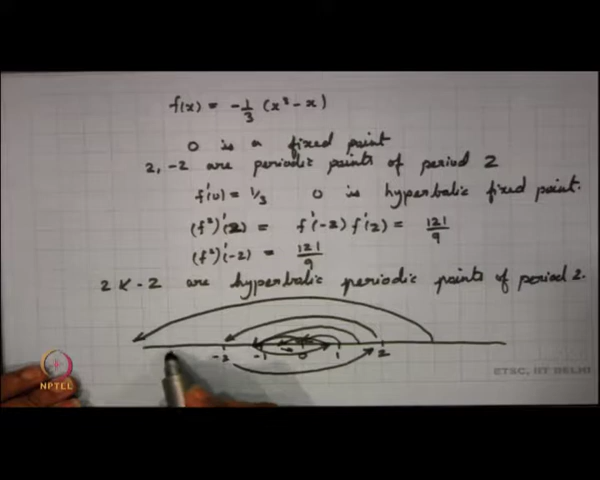 f(x) = -1/3 (x³ - x)
0 is a fixed point
2, -2 are periodic points of period 2
f'(0) = 1/3 0 is hyperbolic fixed point.
(f²)'(2) = f'(-2) f'(2) = 121/9
(f²)'(-2) = 121/9
2 & -2 are hyperbolic periodic points of period 2.
-2 -1 0 1 2
NPTEL
ETSC, IIT DELHI